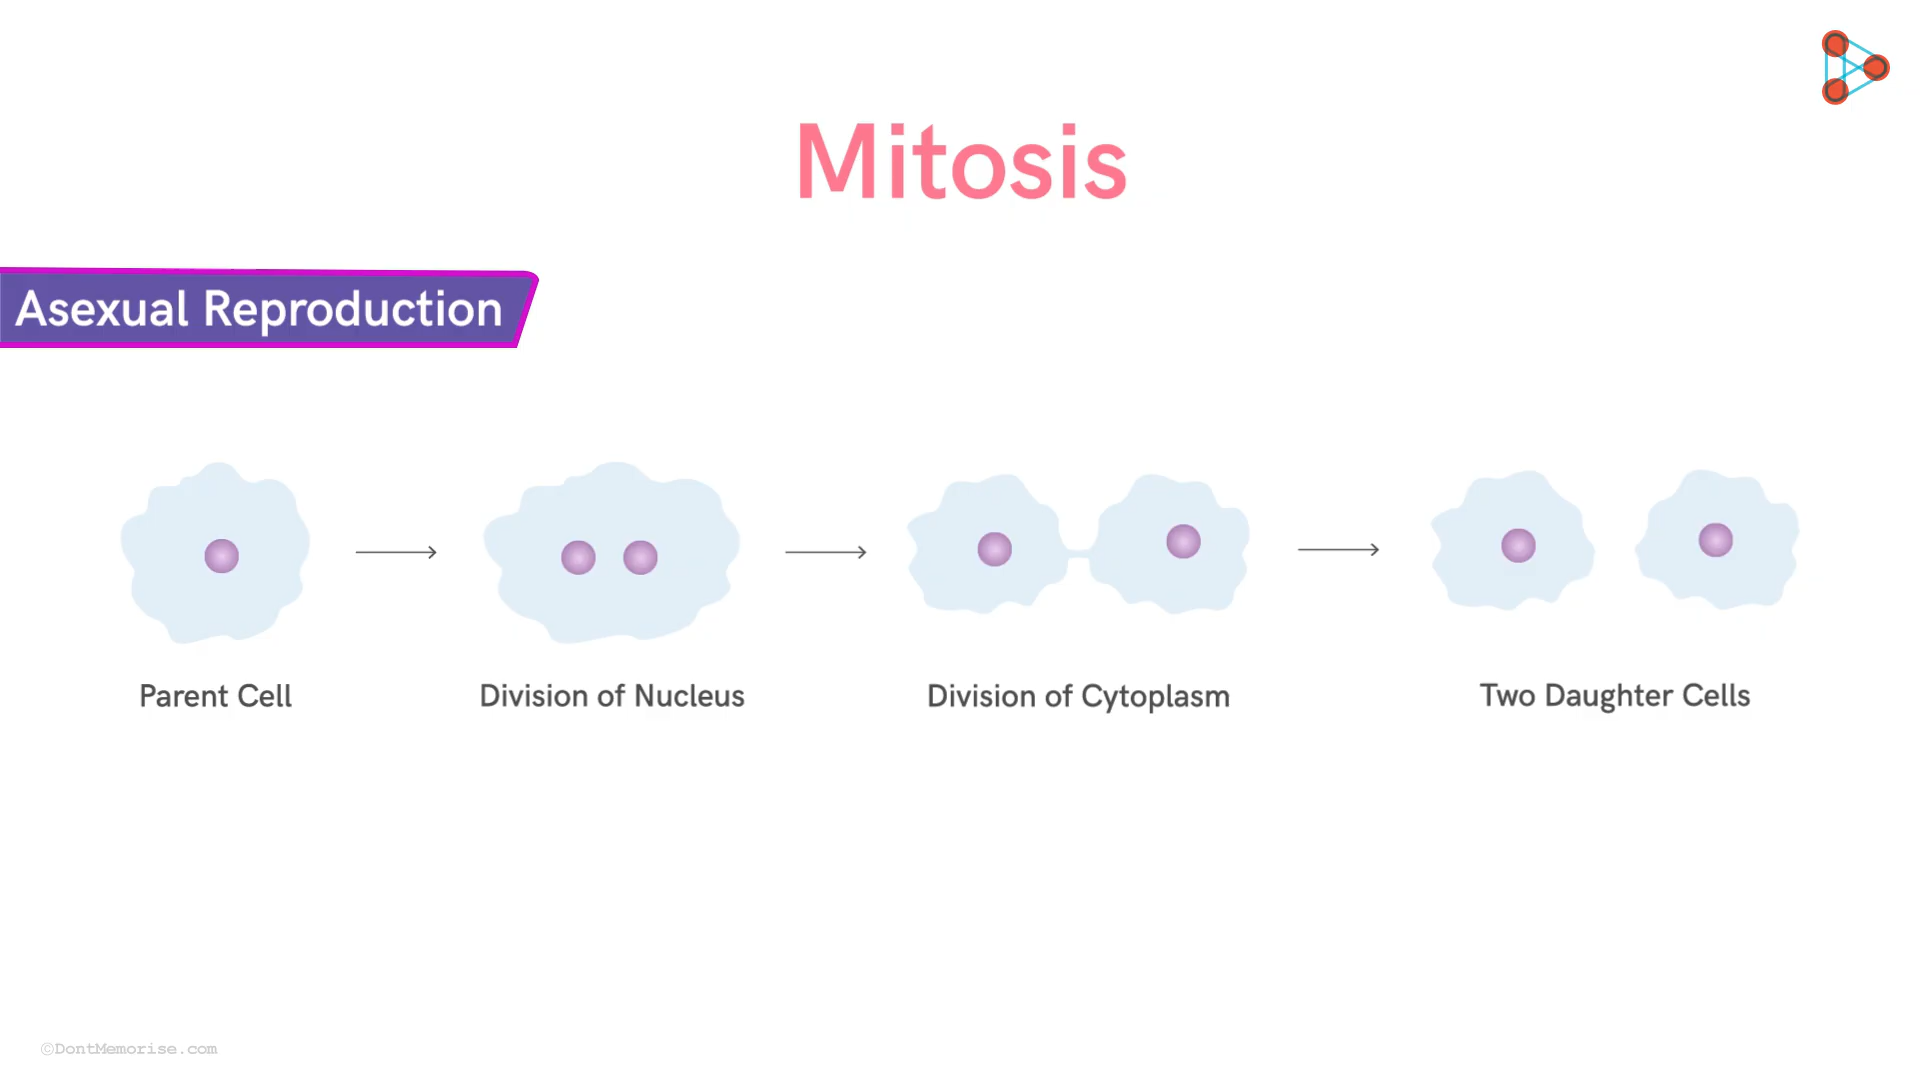 Mitosis
Asexual Reproduction
Parent Cell
Division of Nucleus
Division of Cytoplasm
Two Daughter Cells
©DontMemorise.com